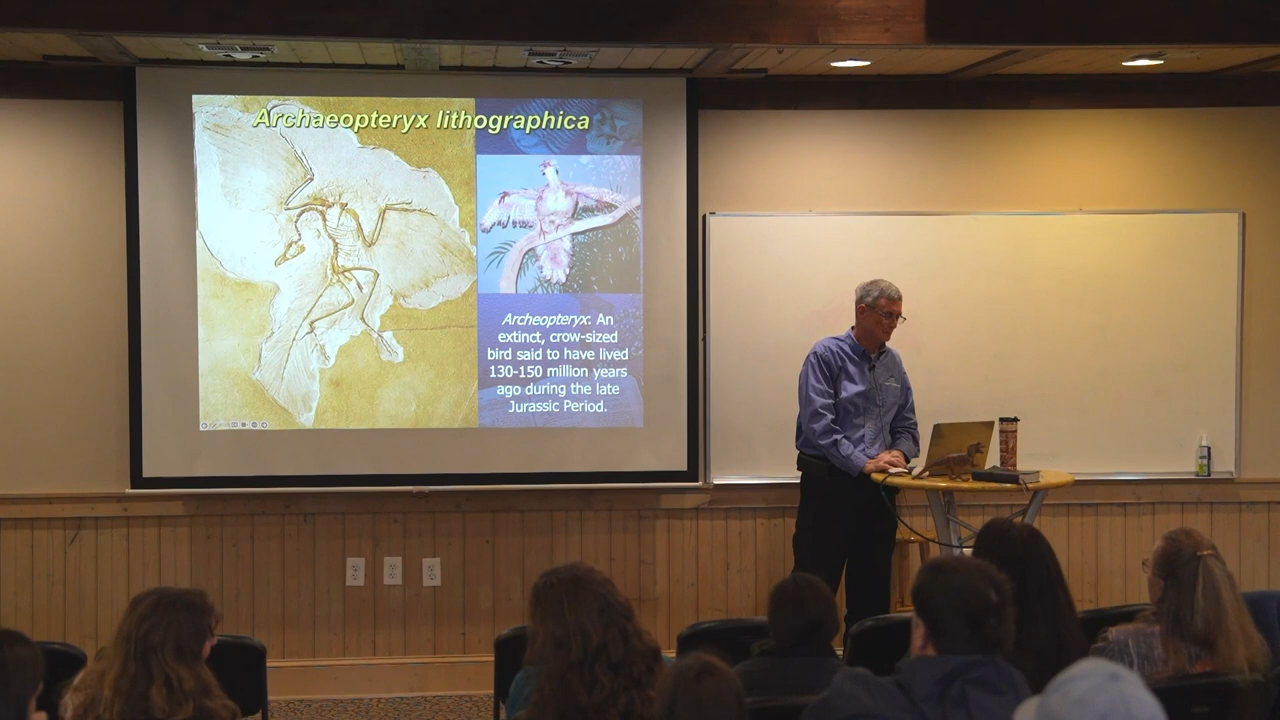 Archaeopteryx lithographica
Archeopteryx: An
extinct, crow-sized
bird said to have lived
130-150 million years
ago during the late
Jurassic Period.